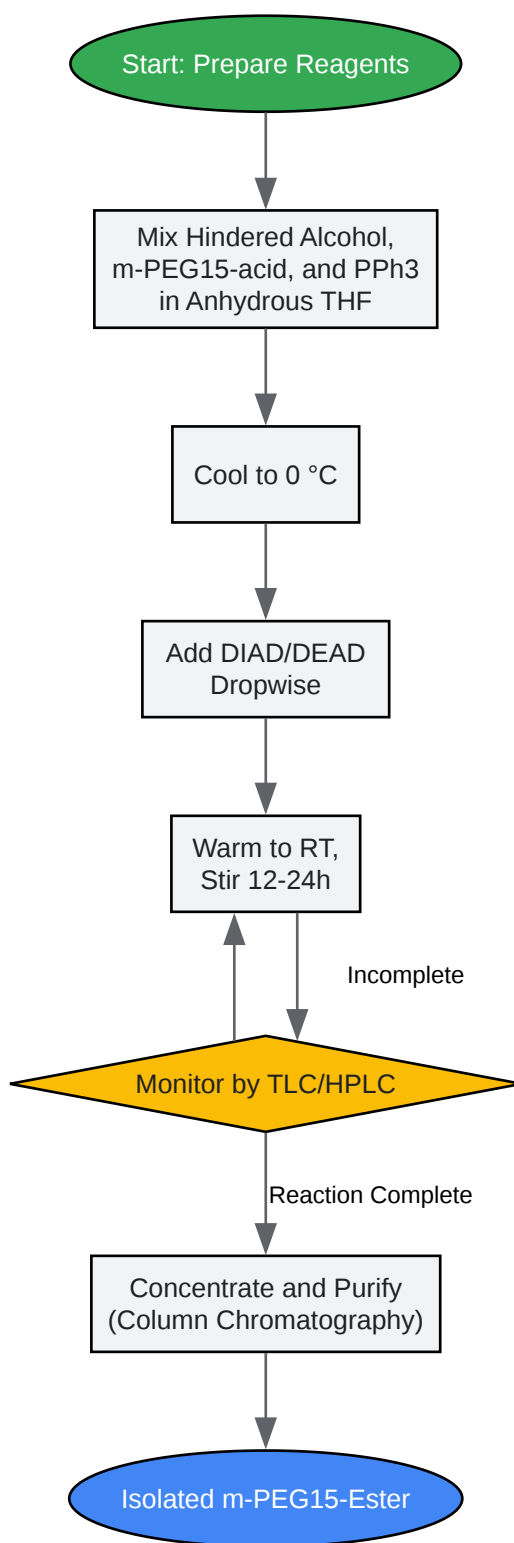 Start: Prepare Reagents
Mix Hindered Alcohol,
m-PEG15-acid, and PPh3
in Anhydrous THF
Cool to 0 °C
Add DIAD/DEAD
Dropwise
Warm to RT,
Stir 12-24h
Incomplete
Monitor by TLC/HPLC
Reaction Complete
Concentrate and Purify
(Column Chromatography)
Isolated m-PEG15-Ester